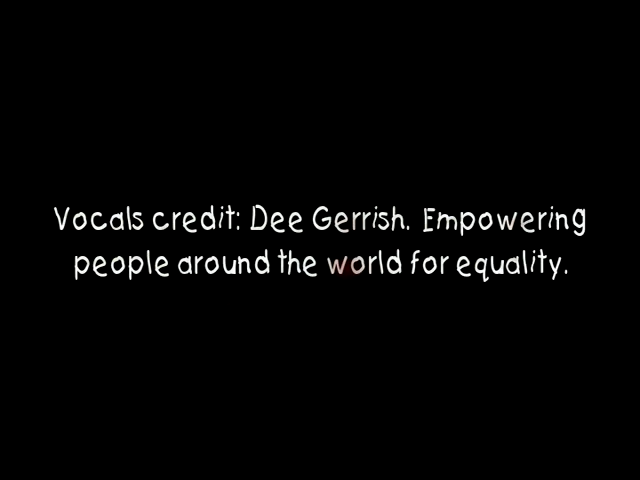 Vocals credit: Dee Gerrish. Empowering
people around the world for equality.